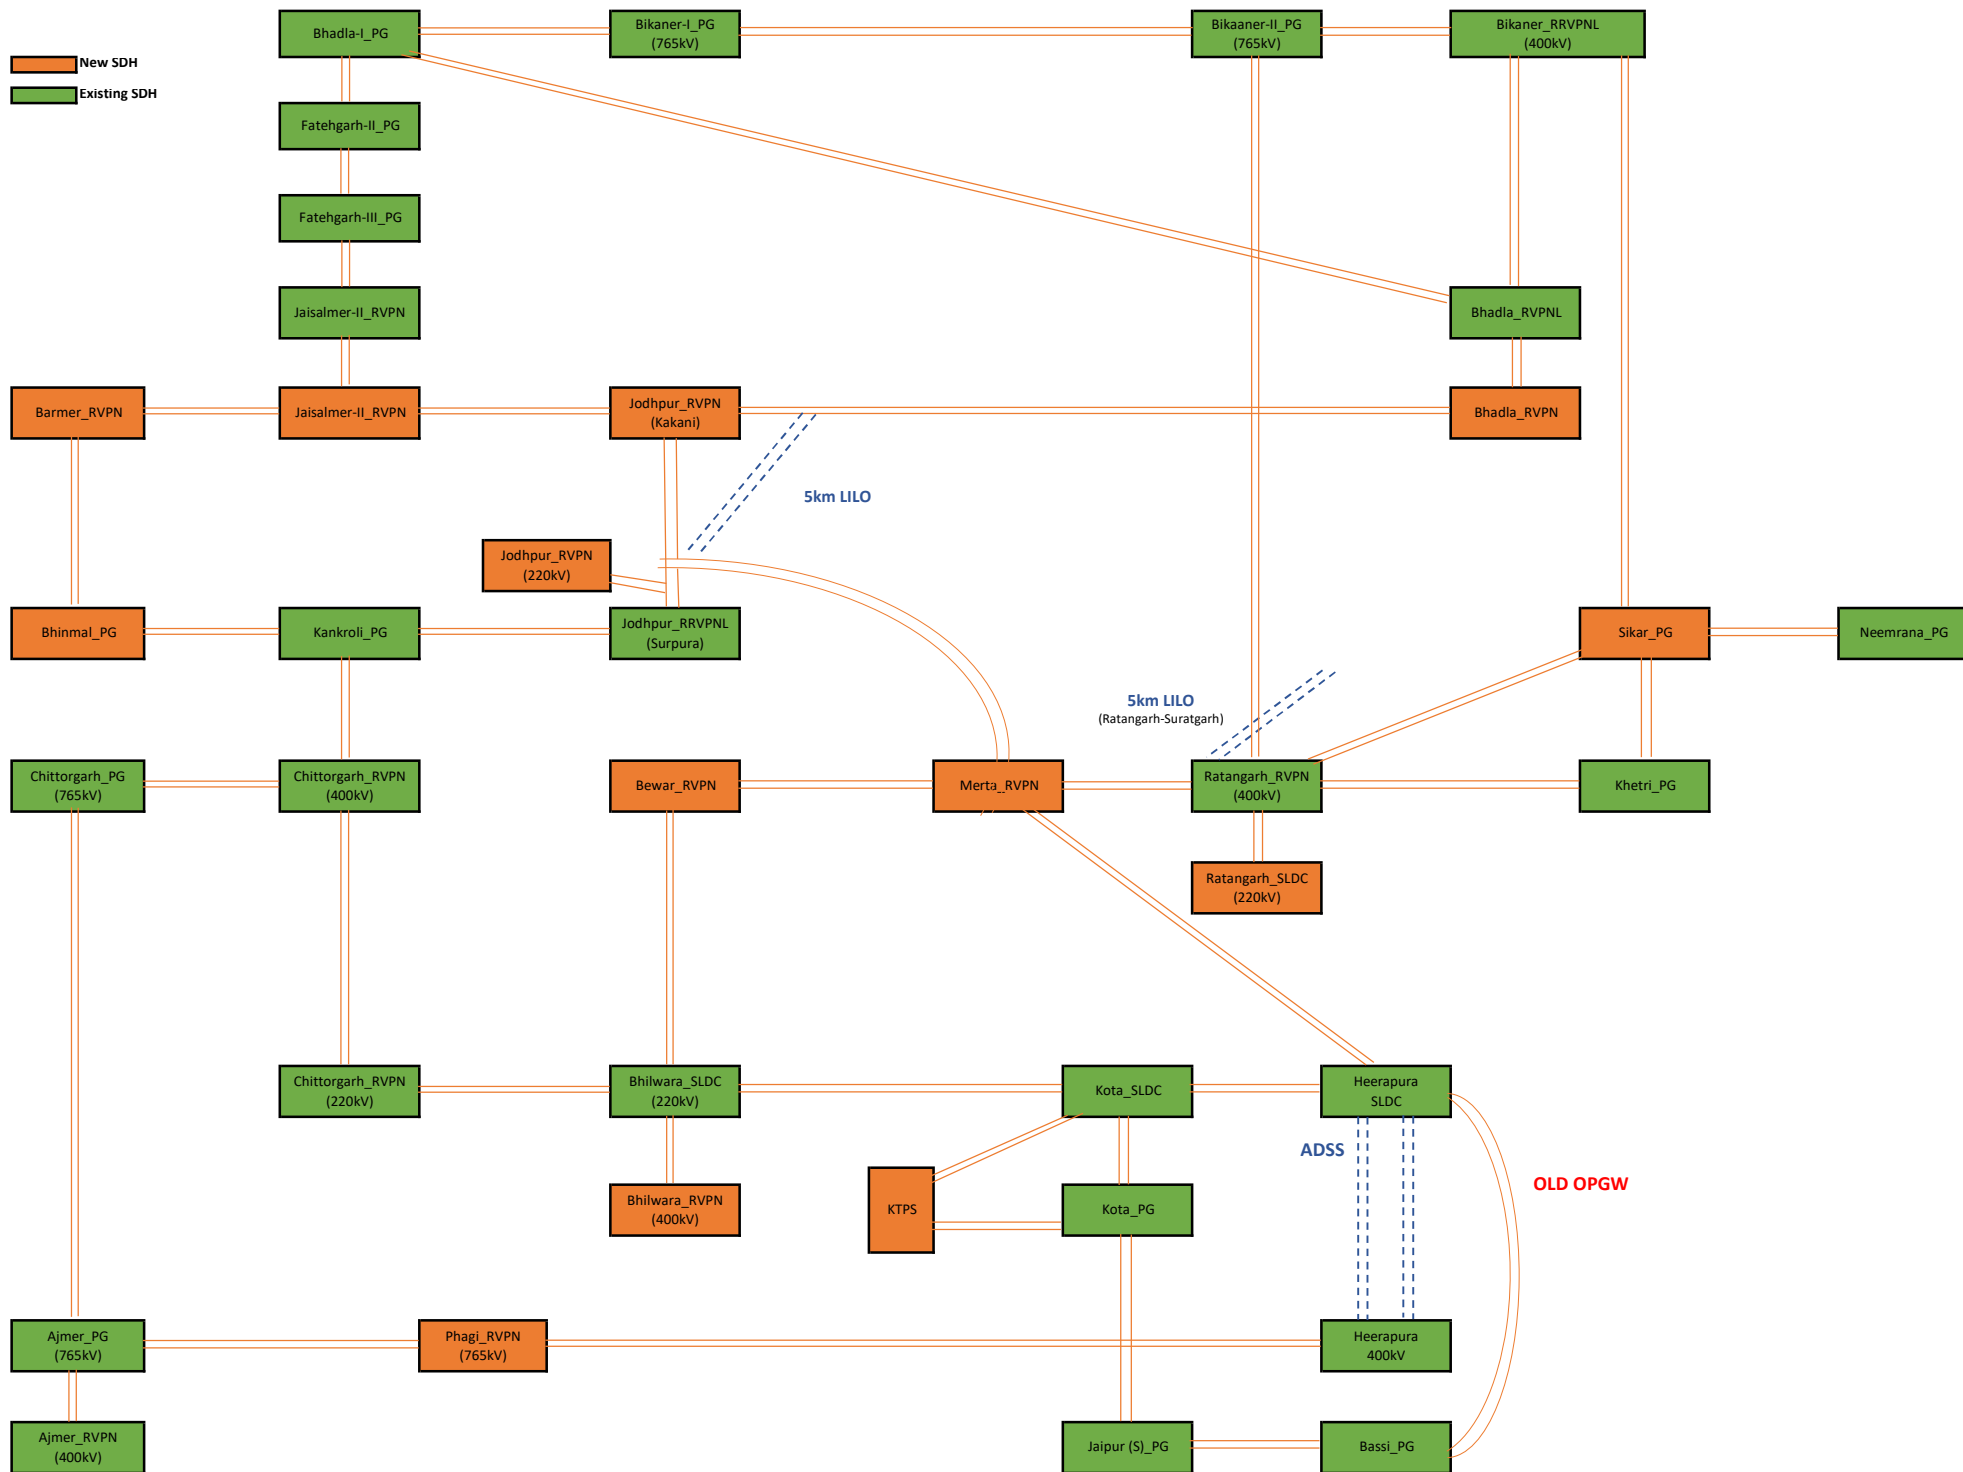 Bhadla-I_PG
Bikaner-I_PG
(765kV)
Bikaaner-II_PG
(765kV)
Bikaner_RRVPNL
(400kV)
New SDH
Existing SDH
Fatehgarh-II_PG
Fatehgarh-III_PG
Jaisalmer-II_RVPN
Bhadla_RVPNL
Barmer_RVPN
Jaisalmer-II_RVPN
Jodhpur_RVPN
(Kakani)
Bhadla_RVPN
5km LILO
Jodhpur_RVPN
(220kV)
Bhinmal_PG
Kankroli_PG
Jodhpur_RRVPNL
(Surpura)
Sikar_PG
Neemrana_PG
5km LILO
(Ratangarh-Suratgarh)
Chittorgarh_PG
(765kV)
Chittorgarh_RVPN
(400kV)
Bewar_RVPN
Merta_RVPN
Ratangarh_RVPN
(400kV)
Khetri_PG
Ratangarh_SLDC
(220kV)
Chittorgarh_RVPN
(220kV)
Bhilwara_SLDC
(220kV)
Kota_SLDC
Heerapura
SLDC
ADSS
OLD OPGW
Bhilwara_RVPN
(400kV)
KTPS
Kota_PG
Ajmer_PG
(765kV)
Phagi_RVPN
(765kV)
Heerapura
400kV
Ajmer_RVPN
(400kV)
Jaipur (S)_PG
Bassi_PG